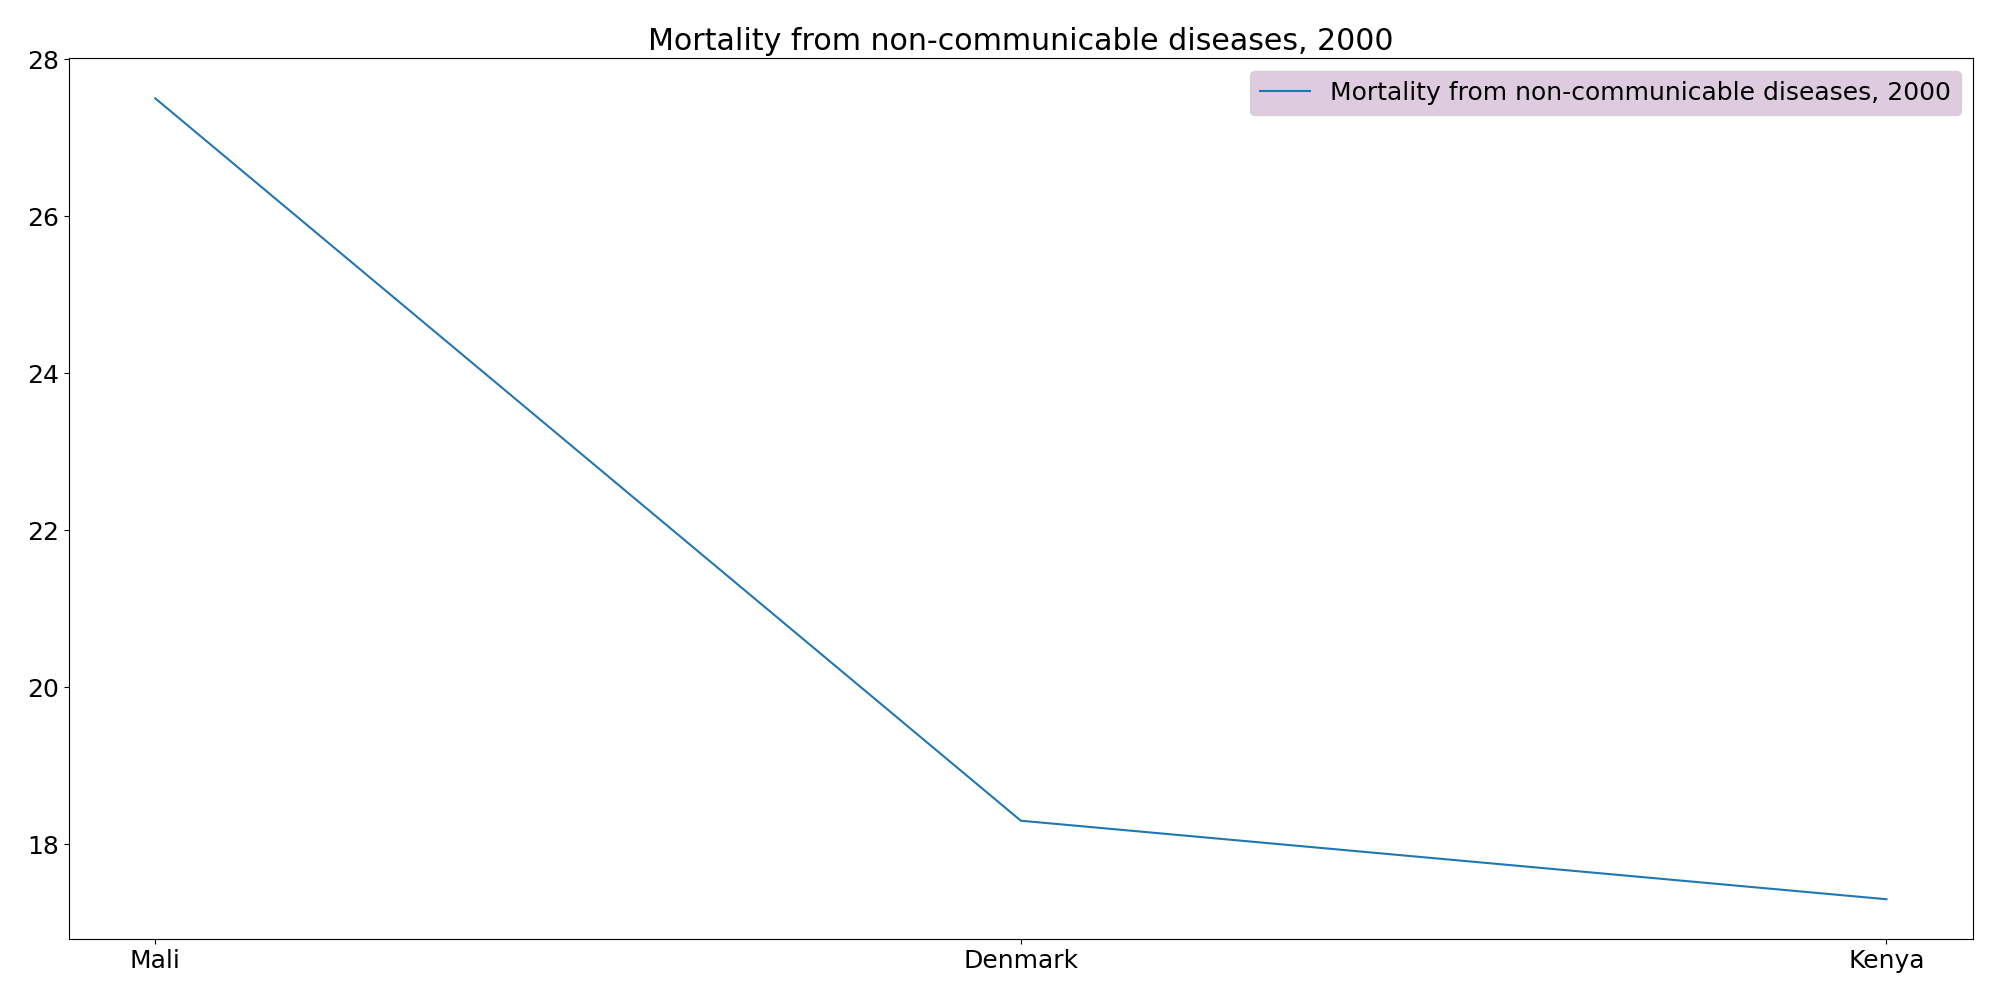 Mortality from non-communicable diseases, 2000
Mortality from non-communicable diseases, 2000
28
26
24
22
20
18
Mali Denmark Kenya